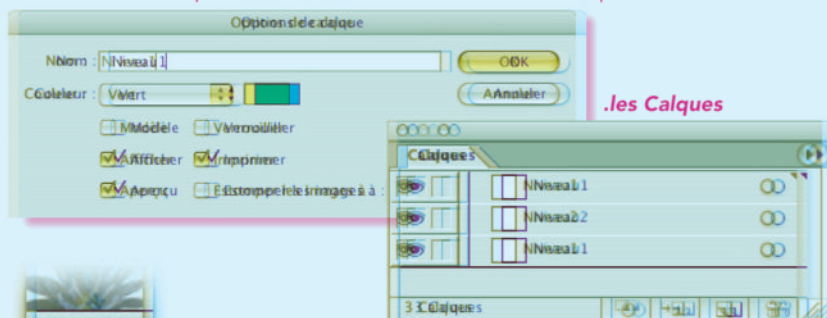 Options de calque
Nom : Niveau 1 OK
Couleur : Vert Annuler
.les Calques
Modèle Verrouiller
Calques
Afficher Imprimer
Niveau 1
Aperçu Estomper les images à :
Niveau 2
Niveau 1
3 Calques